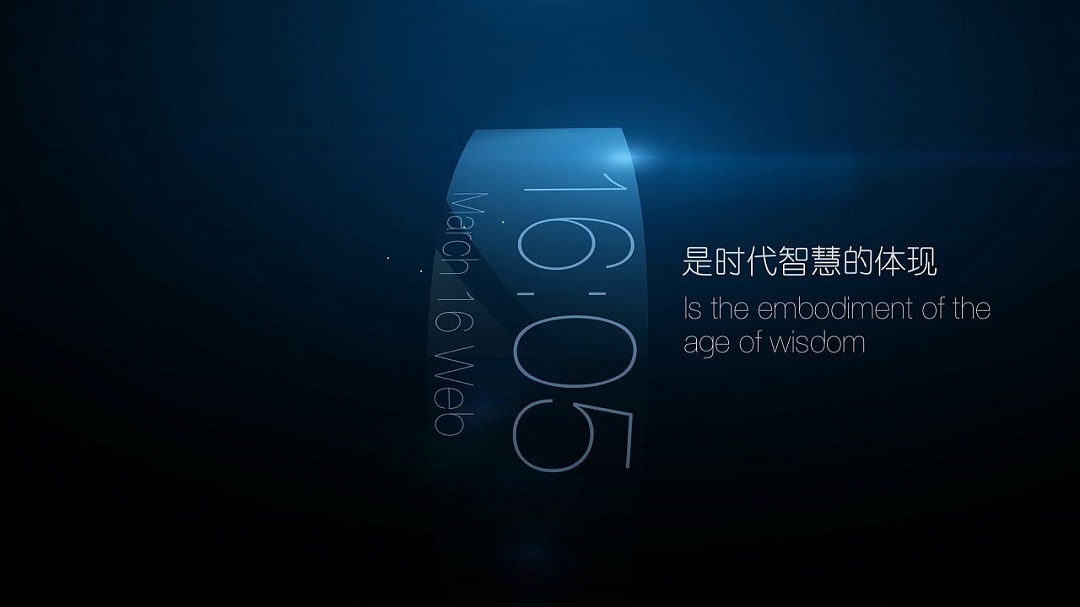 16:05
March 16 Web
是时代智慧的体现
Is the embodiment of the
age of wisdom